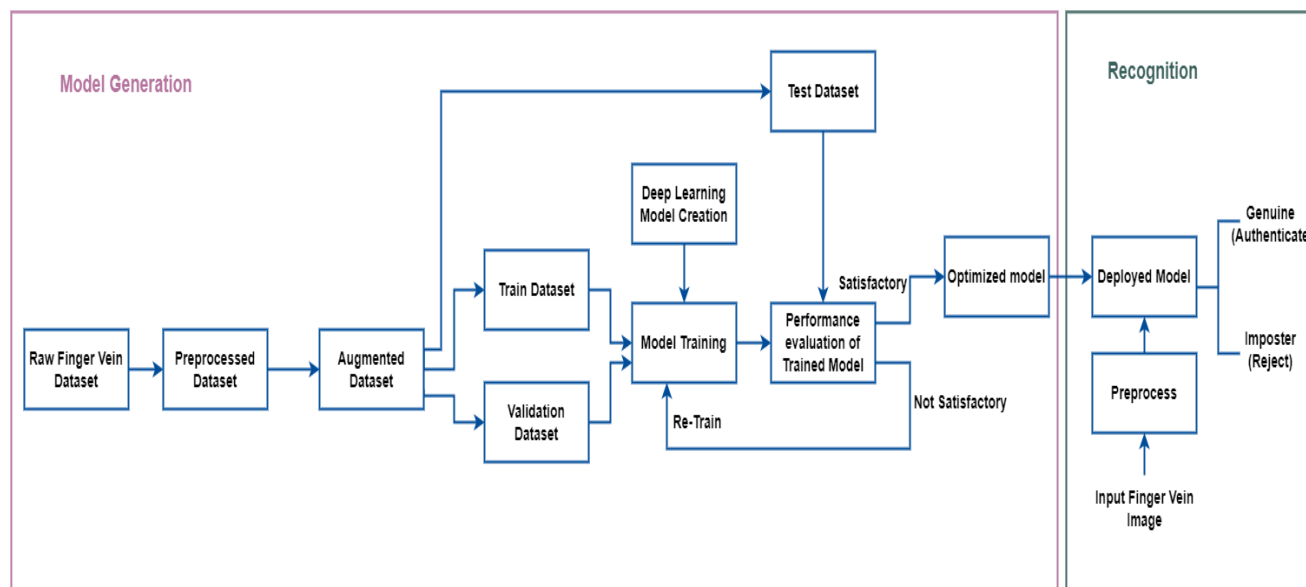 Model Generation
Recognition
Test Dataset
Deep Learning
Model Creation
Genuine
(Authenticate
Train Dataset
Satisfactory
Optimized model
Deployed Model
Raw Finger Vein
Dataset
Preprocessed
Dataset
Augmented
Dataset
Model Training
Performance
evaluation of
Trained Model
Imposter
(Reject)
Validation
Dataset
Re-Train
Not Satisfactory
Preprocess
Input Finger Vein
Image